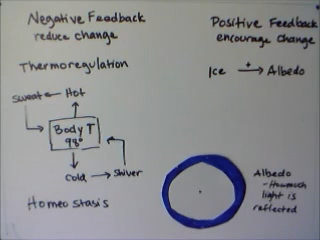 Negative Feedback
reduce change
Thermoregulation
Sweat ← Hot
Body T
98°
Cold → Shiver
Homeostasis
Positive Feedback
encourage change
Ice + → Albedo
Albedo
- How much
light is
reflected